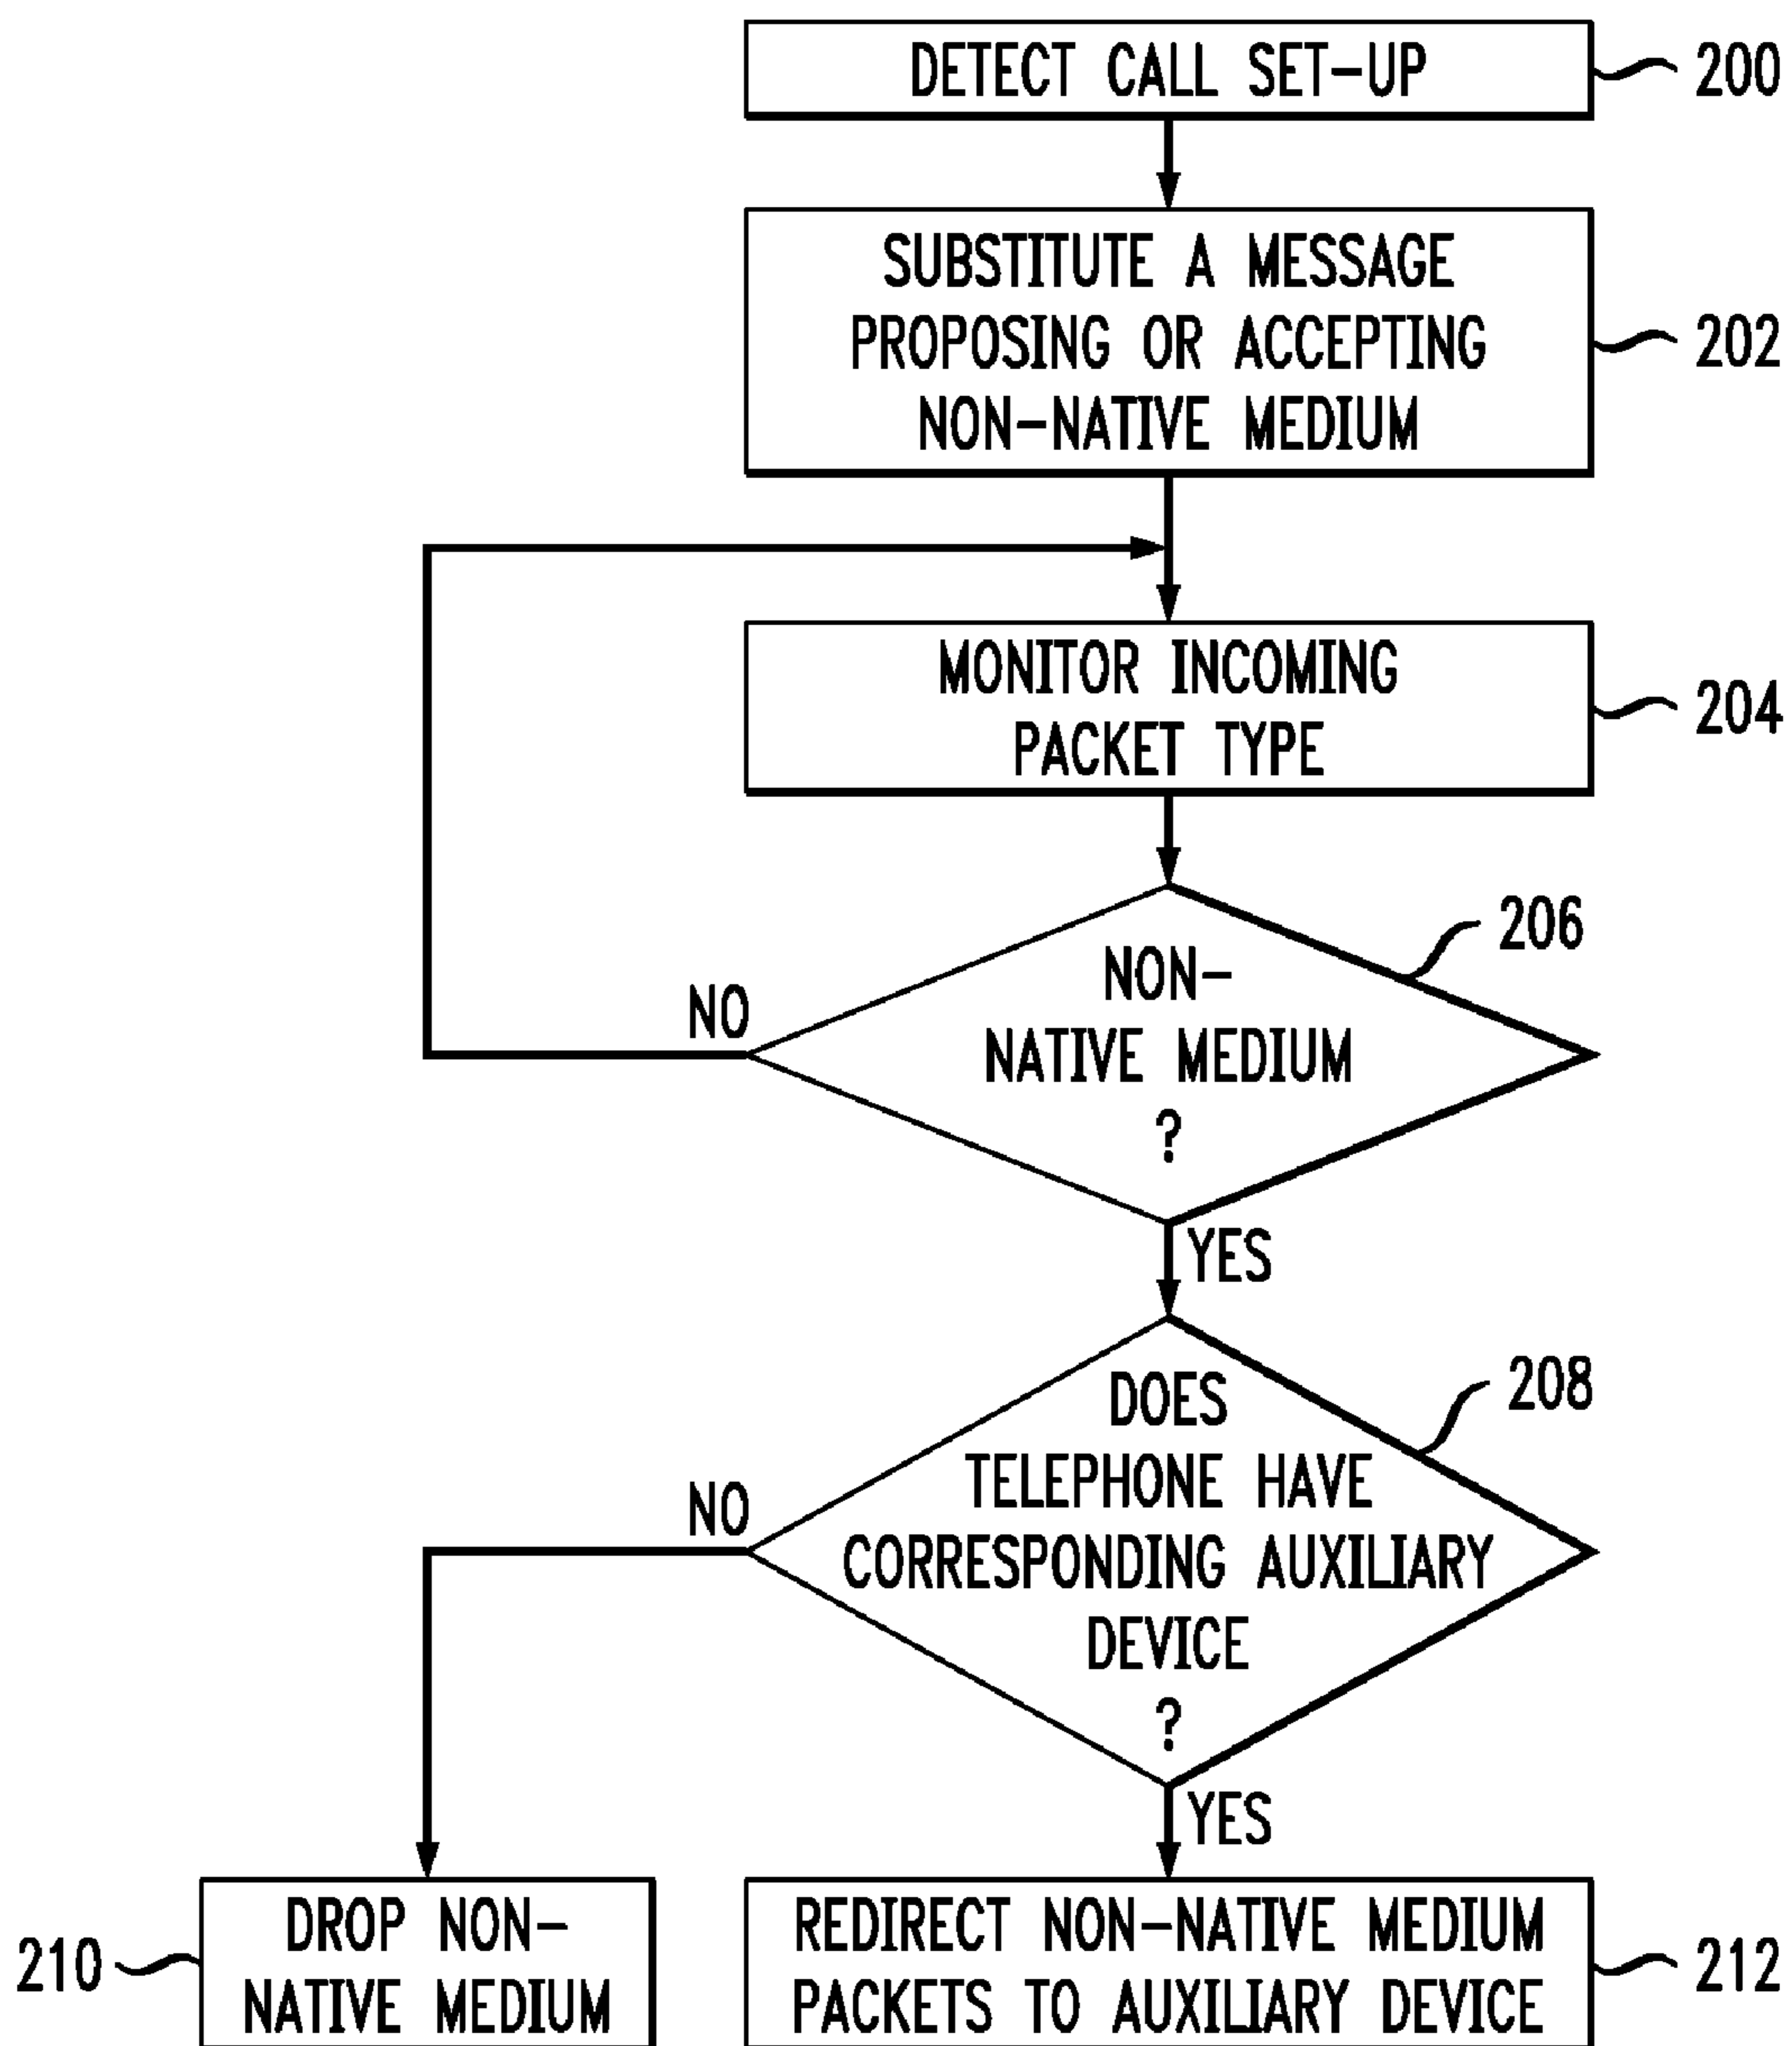 DETECT CALL SET-UP
200
SUBSTITUTE A MESSAGE
PROPOSING OR ACCEPTING
NON-NATIVE MEDIUM
202
MONITOR INCOMING
PACKET TYPE
204
206
NON-
NATIVE MEDIUM
?
NO
YES
208
DOES
TELEPHONE HAVE
CORRESPONDING AUXILIARY
DEVICE
?
NO
YES
210
DROP NON-
NATIVE MEDIUM
REDIRECT NON-NATIVE MEDIUM
PACKETS TO AUXILIARY DEVICE
212